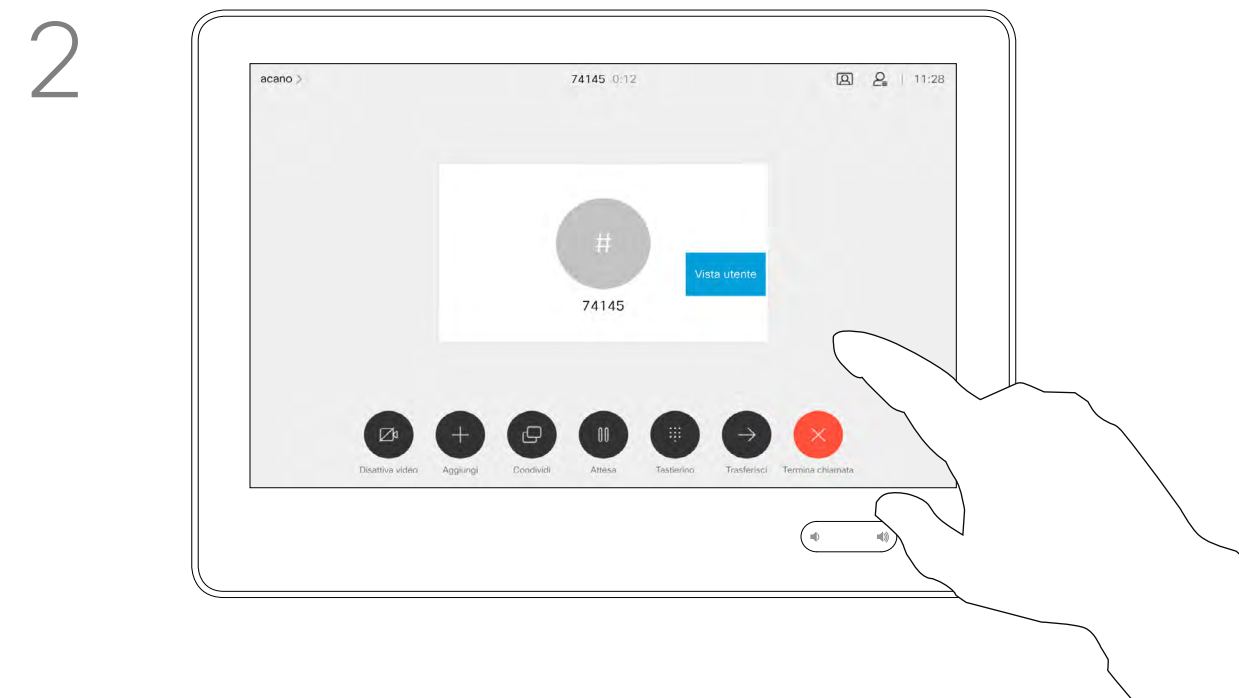 2
acano >
74145 0:12
11:28
#
Vista utente
74145
Disattiva video
Aggiungi
Condividi
Attesa
Tastierino
Trasferisci
Termina chiamata